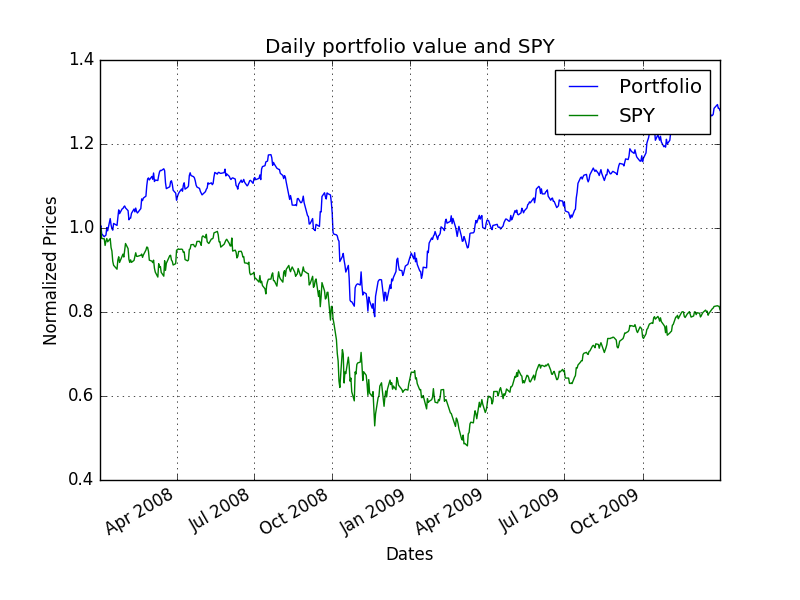 Daily portfolio value and SPY
Portfolio
SPY
Normalized Prices
1.4
1.2
1.0
0.8
0.6
0.4
Apr 2008
Jul 2008
Oct 2008
Jan 2009
Apr 2009
Jul 2009
Oct 2009
Dates